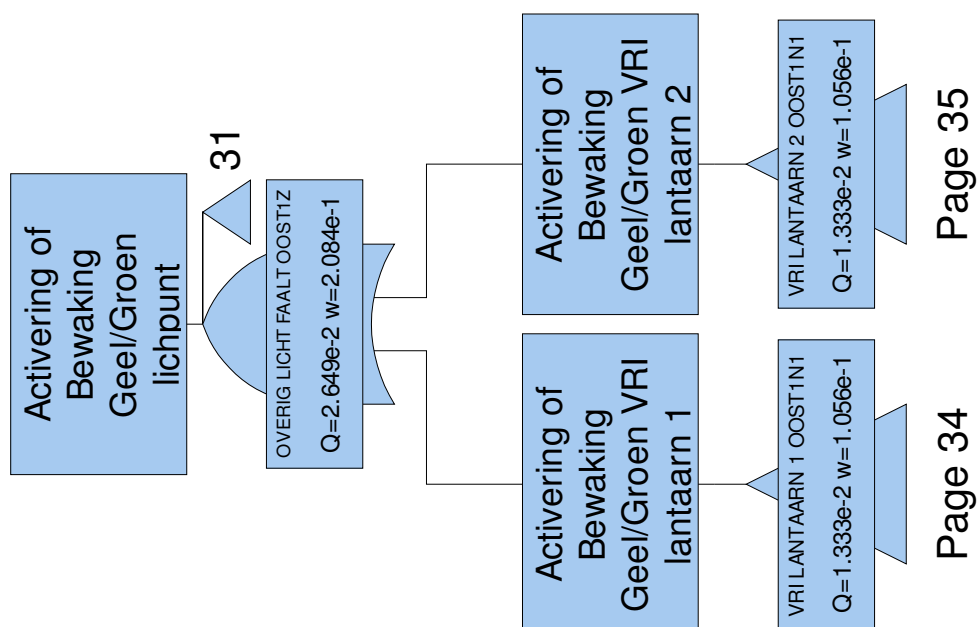 Activering of
Bewaking
Geel/Groen
lichpunt
31
OVERIG LICHT FAALT OOST1Z
Q=2.649e-2 w=2.084e-1
Activering of
Bewaking
Geel/Groen VRI
lantaarn 1
VRI LANTAARN 1 OOST1N1
Q=1.333e-2 w=1.056e-1
Page 34
Activering of
Bewaking
Geel/Groen VRI
lantaarn 2
VRI LANTAARN 2 OOST1N1
Q=1.333e-2 w=1.056e-1
Page 35